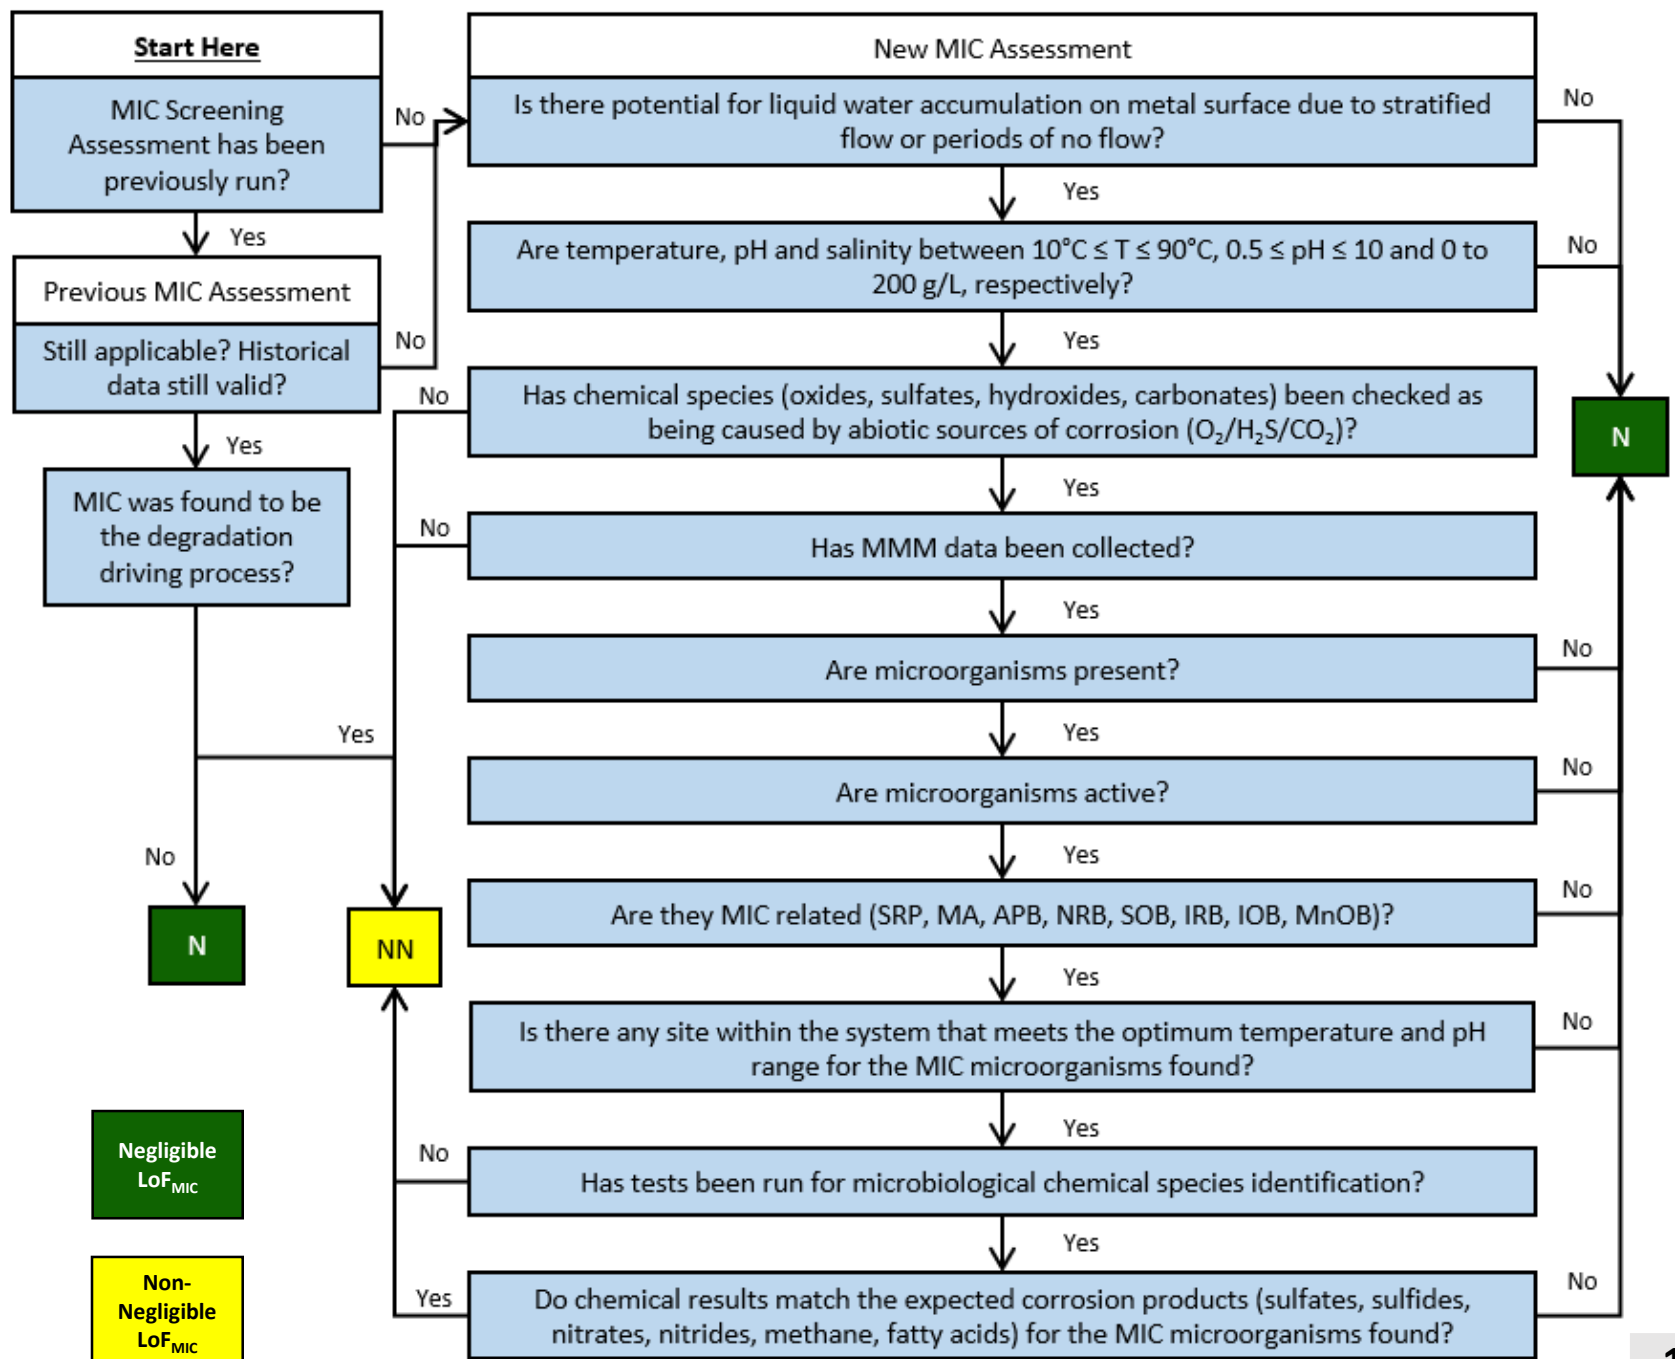 Start Here
MIC Screening
Assessment has been
previously run?
No
Yes
Previous MIC Assessment
Still applicable? Historical
data still valid?
No
Yes
MIC was found to be
the degradation
driving process?
Yes
No
N
NN
Negligible
LoF_MIC
Non-
Negligible
LoF_MIC
New MIC Assessment
Is there potential for liquid water accumulation on metal surface due to stratified
flow or periods of no flow?
No
Yes
Are temperature, pH and salinity between 10°C ≤ T ≤ 90°C, 0.5 ≤ pH ≤ 10 and 0 to
200 g/L, respectively?
No
Yes
Has chemical species (oxides, sulfates, hydroxides, carbonates) been checked as
being caused by abiotic sources of corrosion (O₂/H₂S/CO₂)?
No
Yes
N
Has MMM data been collected?
No
Yes
Are microorganisms present?
No
Yes
Are microorganisms active?
No
Yes
Are they MIC related (SRP, MA, APB, NRB, SOB, IRB, IOB, MnOB)?
No
Yes
Is there any site within the system that meets the optimum temperature and pH
range for the MIC microorganisms found?
No
Yes
Has tests been run for microbiological chemical species identification?
No
Yes
Do chemical results match the expected corrosion products (sulfates, sulfides,
nitrates, nitrides, methane, fatty acids) for the MIC microorganisms found?
Yes
No